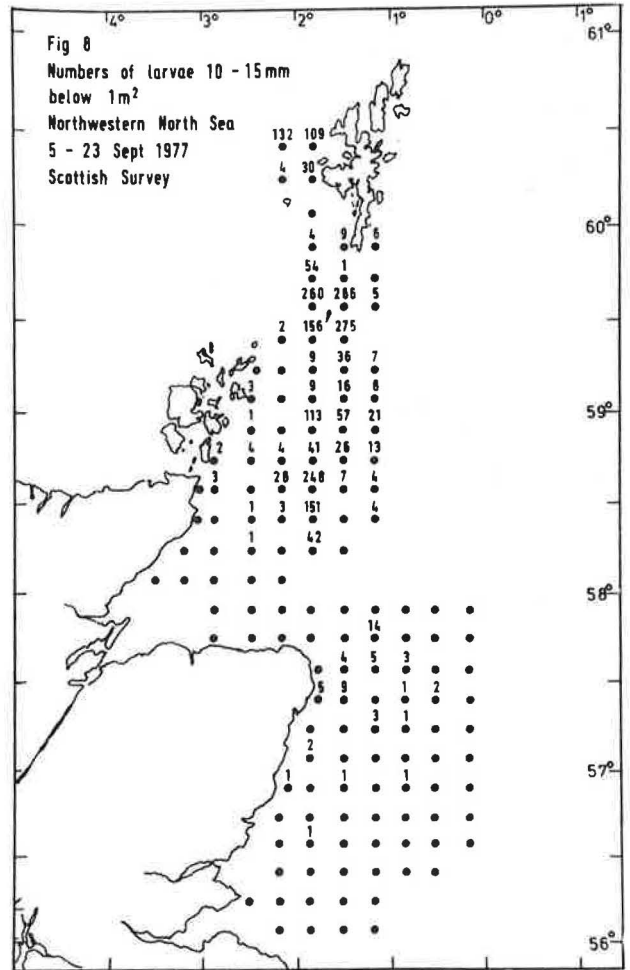 4° 3° 2° 1° 0° 1°
61°
Fig 8
Numbers of larvae 10 - 15mm
below 1m²
Northwestern North Sea
5 - 23 Sept 1977
Scottish Survey
132 109
4 30
60°
4 9 6
54 1
260 286 5
2 156 275
9 36 7
3 9 16 8
59°
1 113 57 21
2 4 4 41 26 13
3 28 248 7 4
1 3 151 4
1 42
58°
14
4 5 3
5 9 1 2
3 1
2
57°
1 1 1
1
56°